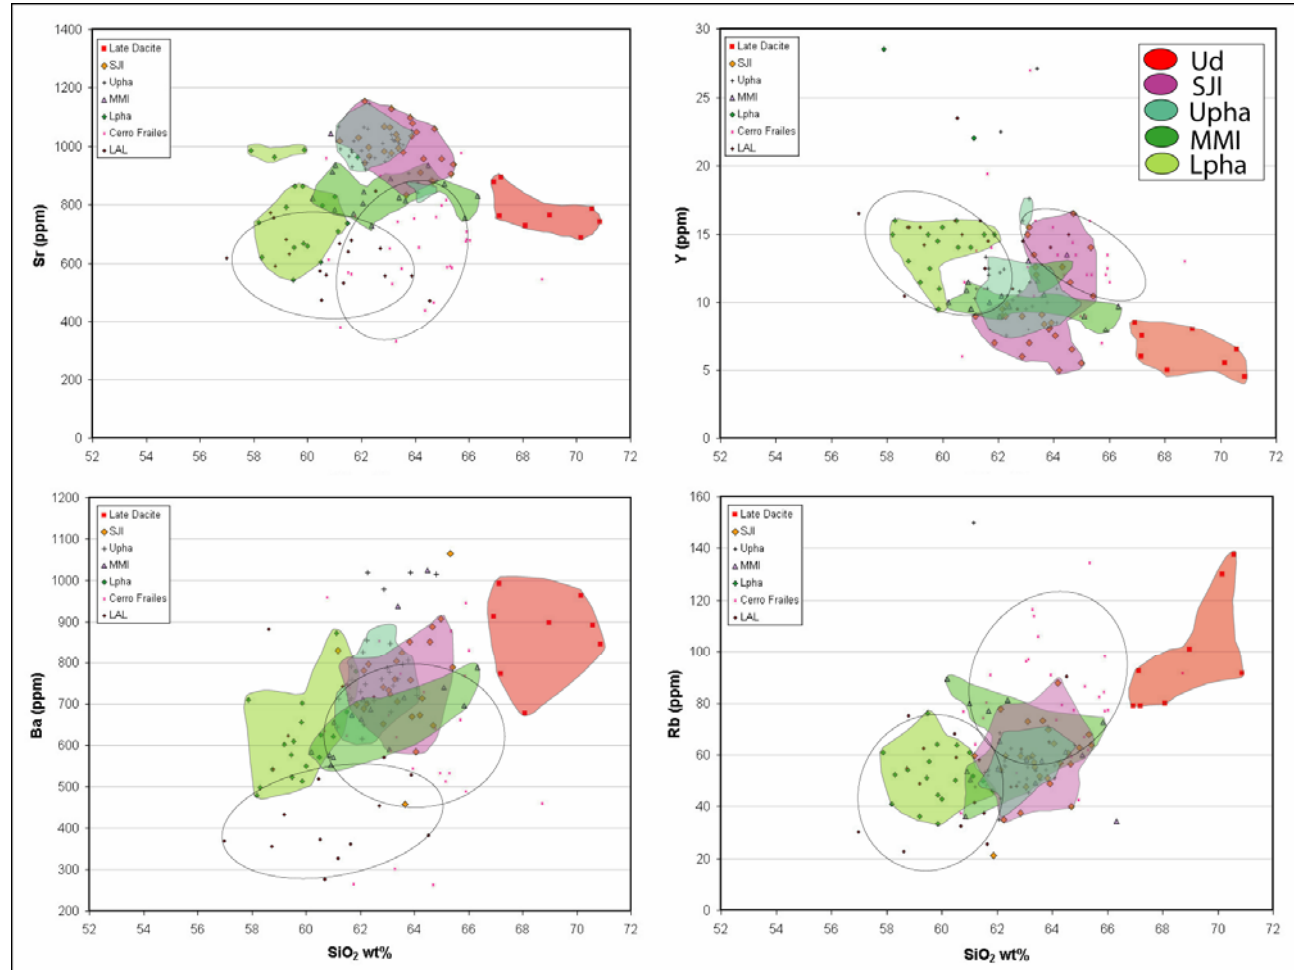 1400
1200
1000
800
600
400
200
0
Sr (ppm)
Late Dacite
SJI
Upha
MMI
Lpha
Cerro Frailes
LAL
52 54 56 58 60 62 64 66 68 70 72
30
25
20
15
10
5
0
Y (ppm)
Late Dacite
SJI
Upha
MMI
Lpha
Cerro Frailes
LAL
Ud
SJI
Upha
MMI
Lpha
52 54 56 58 60 62 64 66 68 70 72
1200
1100
1000
900
800
700
600
500
400
300
200
Ba (ppm)
Late Dacite
SJI
Upha
MMI
Lpha
Cerro Frailes
LAL
52 54 56 58 60 62 64 66 68 70 72
SiO2 wt%
160
140
120
100
80
60
40
20
0
Rb (ppm)
Late Dacite
SJI
Upha
MMI
Lpha
Cerro Frailes
LAL
52 54 56 58 60 62 64 66 68 70 72
SiO2 wt%